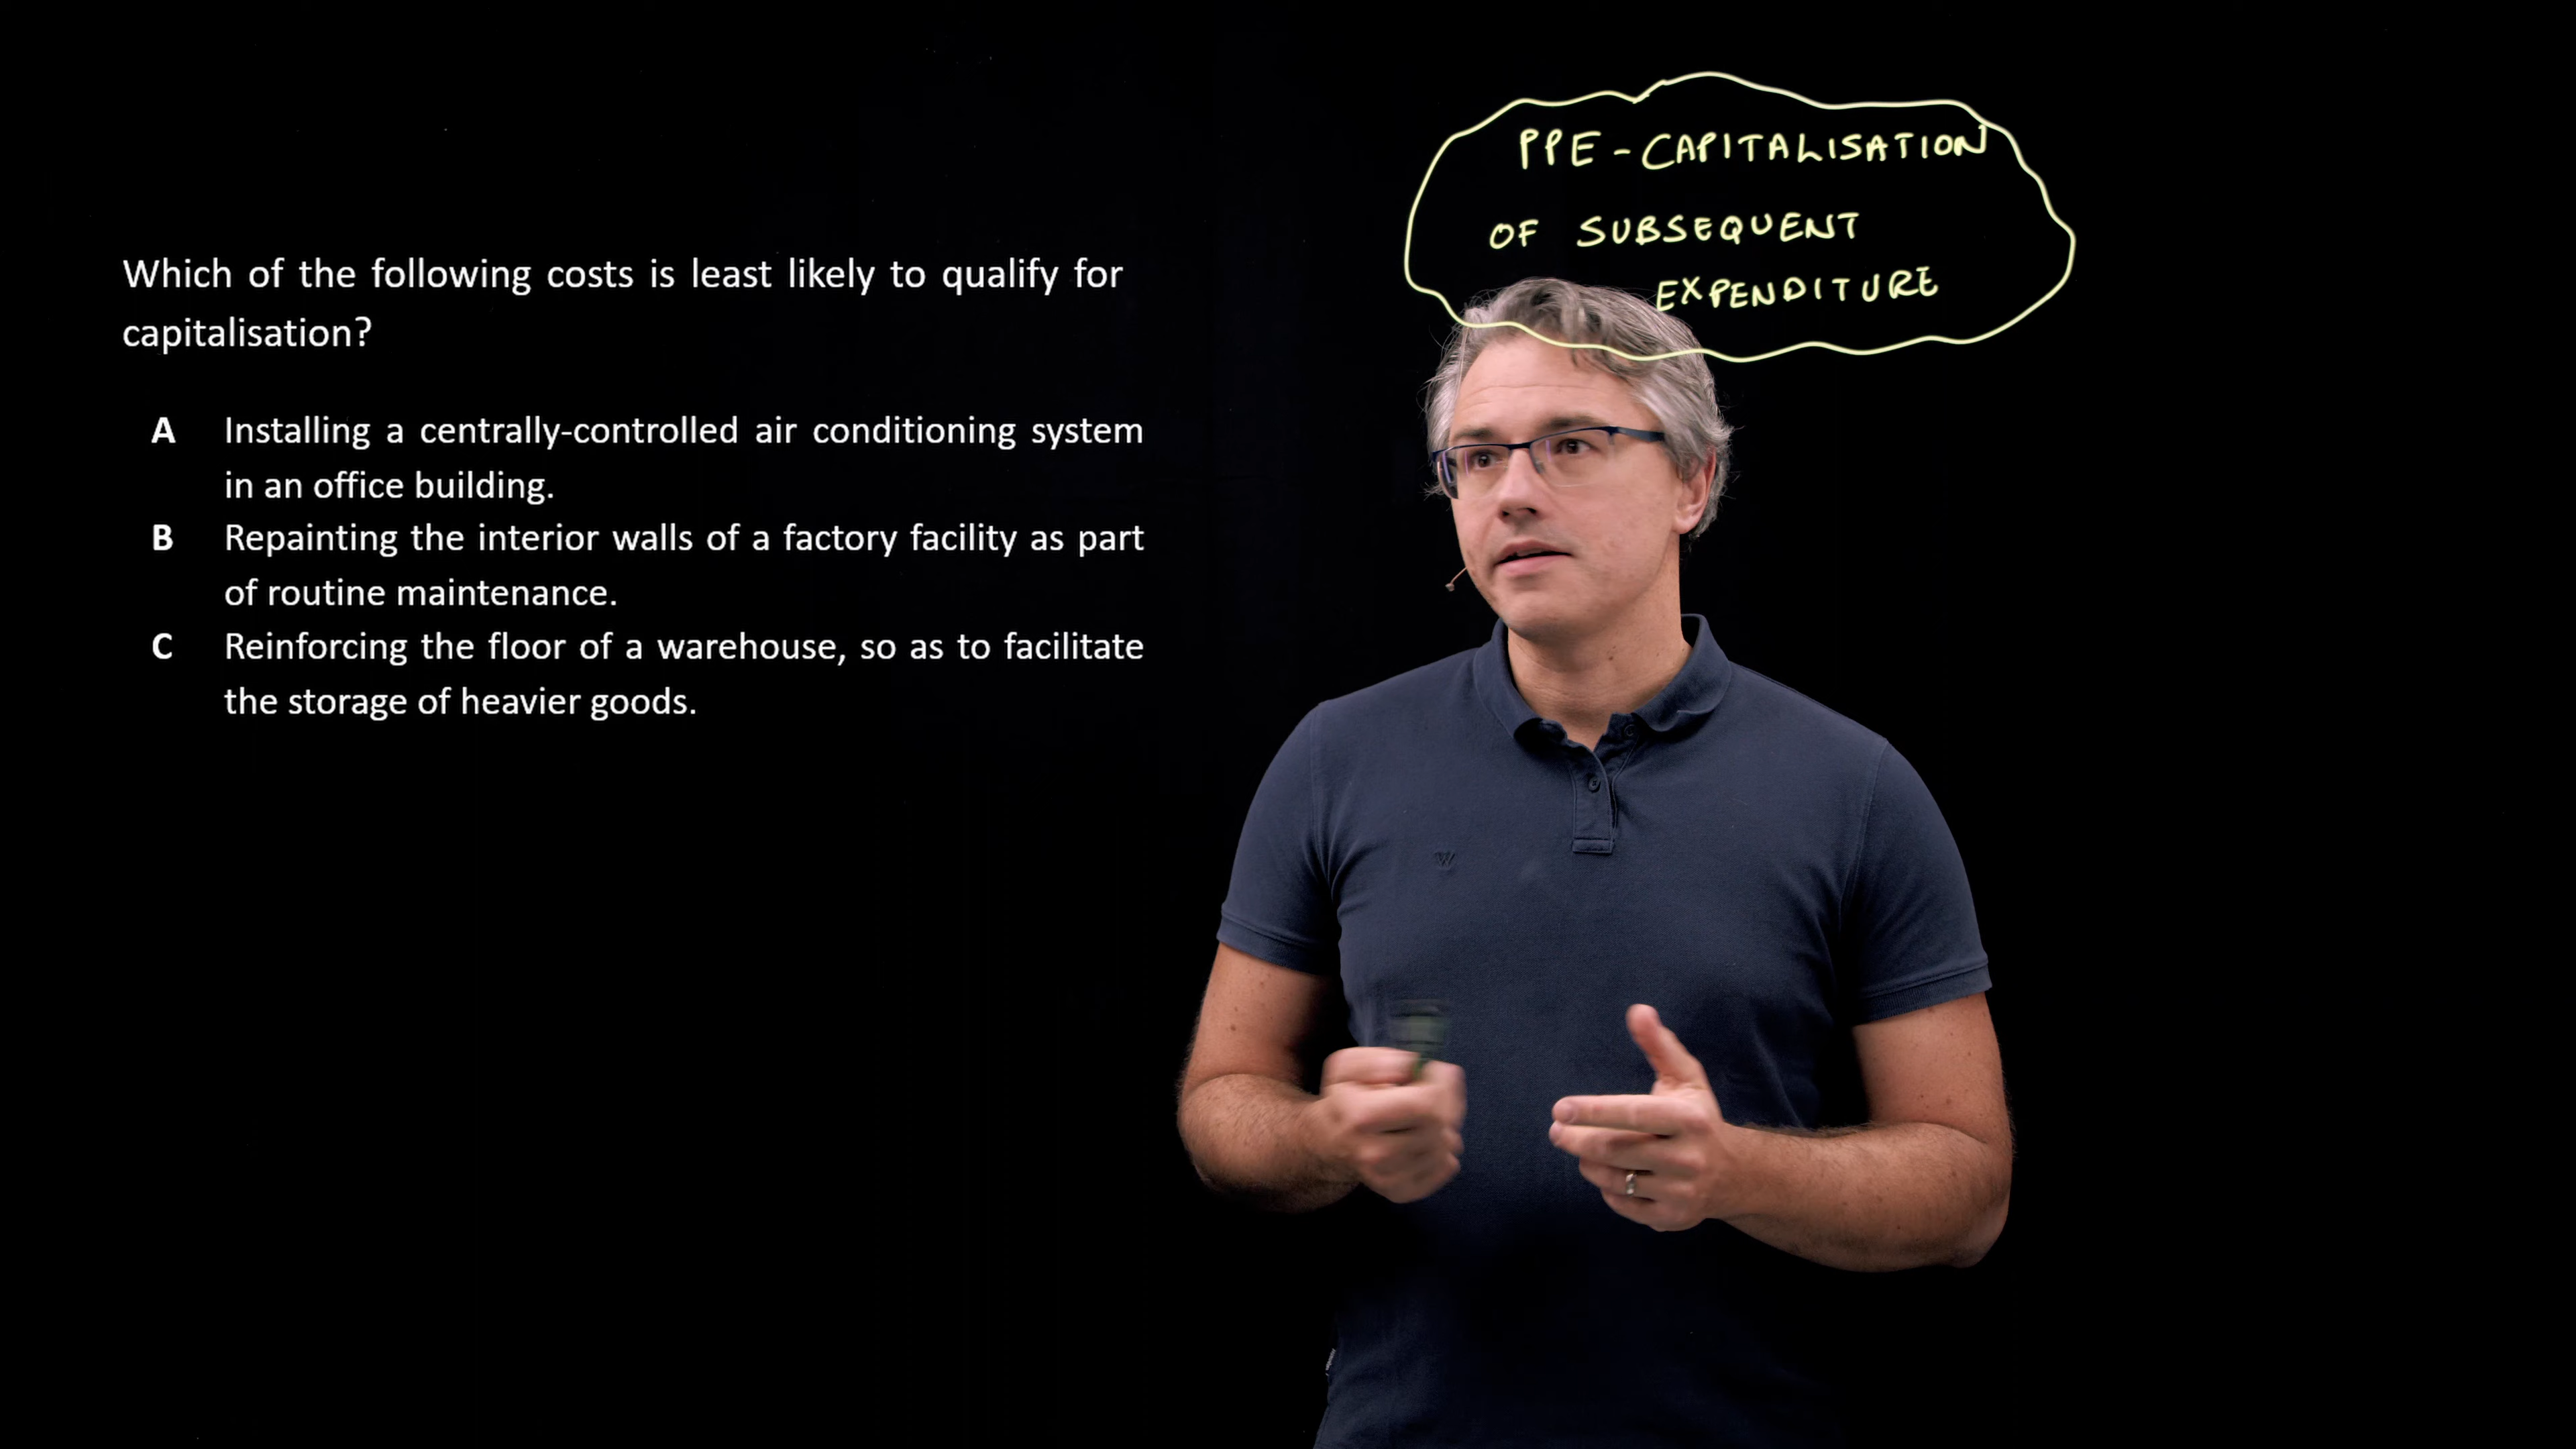 PPE - CAPITALISATION
OF SUBSEQUENT
EXPENDITURE
Which of the following costs is least likely to qualify for
capitalisation?
A Installing a centrally-controlled air conditioning system
in an office building.
B Repainting the interior walls of a factory facility as part
of routine maintenance.
C Reinforcing the floor of a warehouse, so as to facilitate
the storage of heavier goods.
W